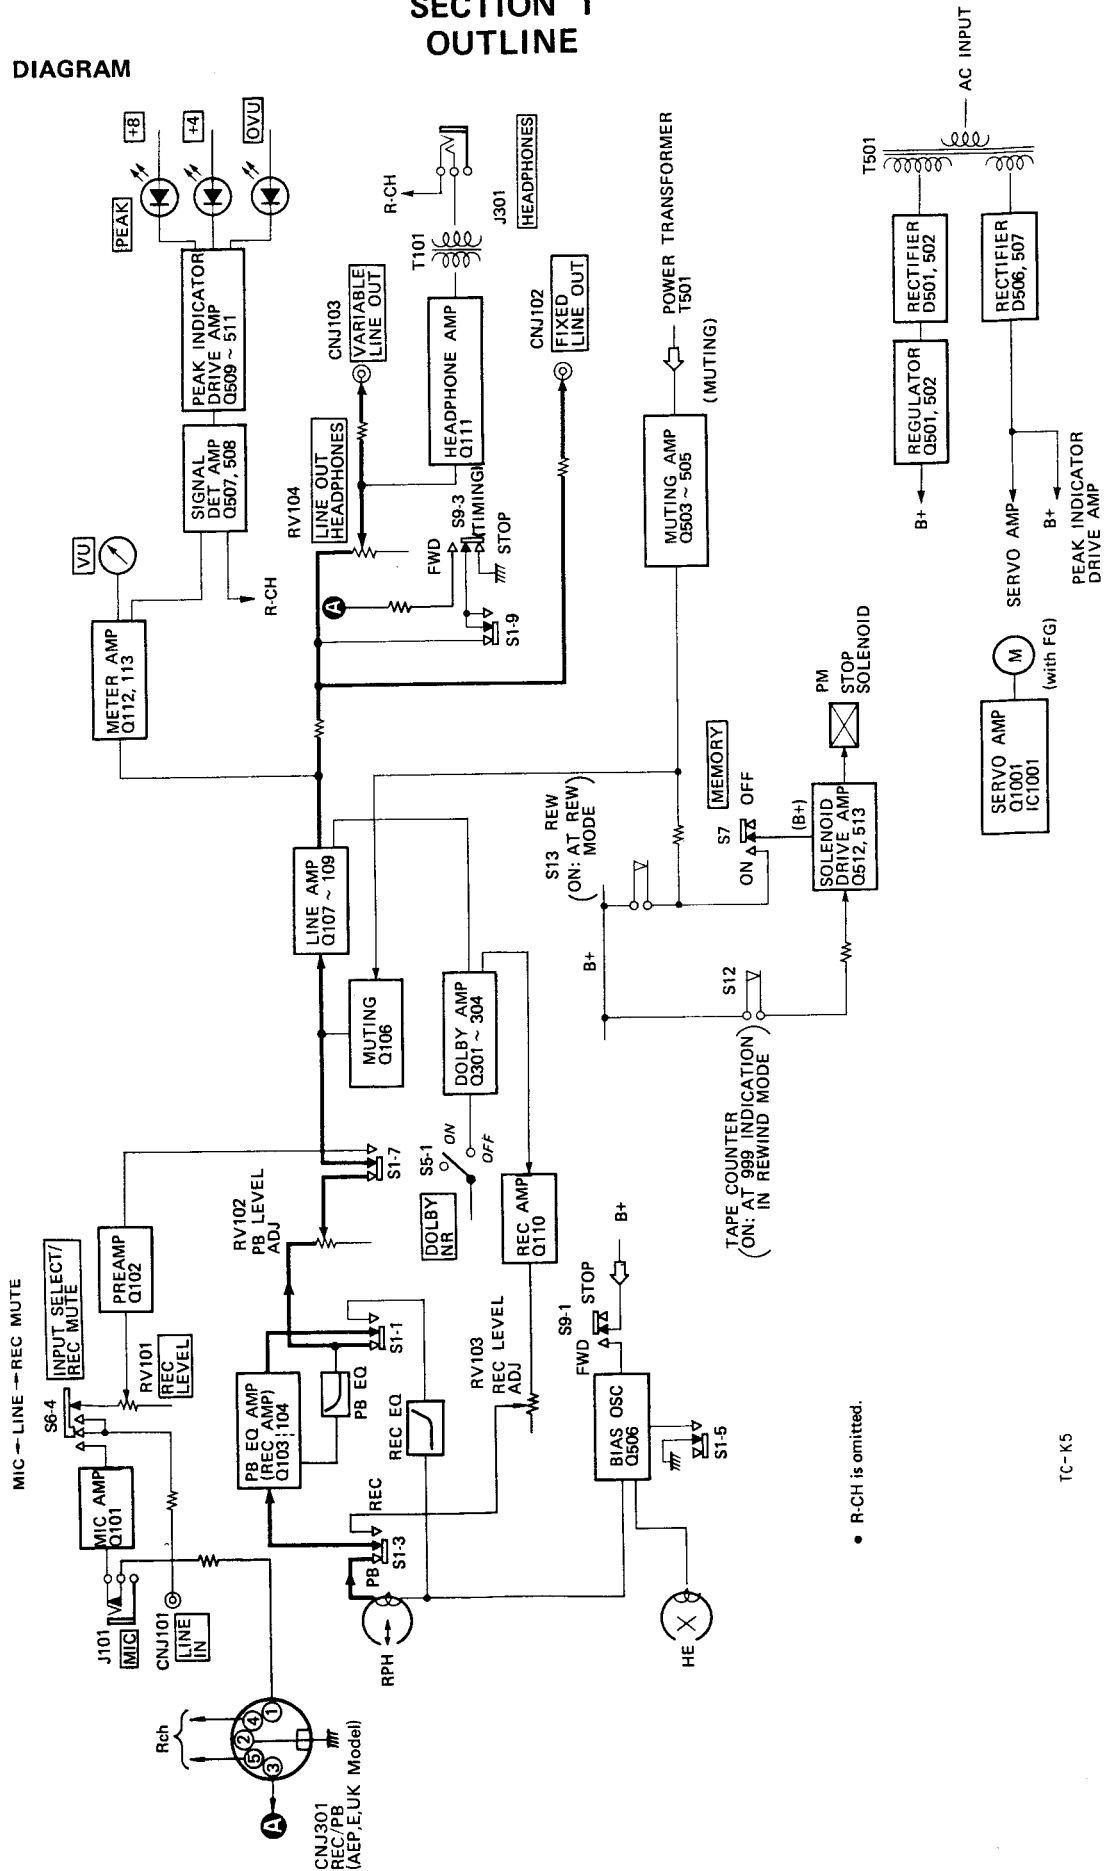 SECTION 1
OUTLINE
DIAGRAM
MIC ← LINE → REC MUTE
INPUT SELECT/
REC MUTE
S6-4
J101
MIC
MIC AMP
Q101
CNJ101
LINE
IN
RV101
REC
LEVEL
PREAMP
Q102
Rch
1
4
2
5
3
A
CNJ301
REC/PB
(AEP,E,UK Model)
RPH
PB
REC
S1-3
PB EQ AMP
(REC AMP)
Q103 104
PB EQ
REC EQ
S1-1
RV102
PB LEVEL
ADJ
S1-7
RV103
REC LEVEL
ADJ
REC AMP
Q110
DOLBY
NR
S5-1
ON
OFF
DOLBY AMP
Q301 ~ 304
MUTING
Q106
LINE AMP
Q107 ~ 109
METER AMP
Q112, 113
VU
R-CH
SIGNAL
DET AMP
Q507, 508
PEAK INDICATOR
DRIVE AMP
Q509 ~ 511
PEAK
+8
+4
OVU
RV104
LINE OUT
HEADPHONES
CNJ103
VARIABLE
LINE OUT
A
FWD
S9-3
(TIMING)
STOP
S1-9
HEADPHONE AMP
Q111
T101
R-CH
J301
HEADPHONES
CNJ102
FIXED
LINE OUT
HE
BIAS OSC
Q506
S1-5
FWD
S9-1
STOP
B+
MUTING AMP
Q503 ~ 505
(MUTING)
POWER TRANSFORMER
T501
S13 REW
(ON: AT REW
MODE)
B+
S12
TAPE COUNTER
(ON: AT 999 INDICATION
IN REWIND MODE)
MEMORY
S7
ON
OFF
(B+)
SOLENOID
DRIVE AMP
Q512, 513
PM
STOP
SOLENOID
AC INPUT
T501
RECTIFIER
D501, 502
REGULATOR
Q501, 502
B+
RECTIFIER
D506, 507
SERVO AMP
B+
PEAK INDICATOR
DRIVE AMP
SERVO AMP
Q1001
IC1001
M
(with FG)
• R-CH is omitted.
TC-K5